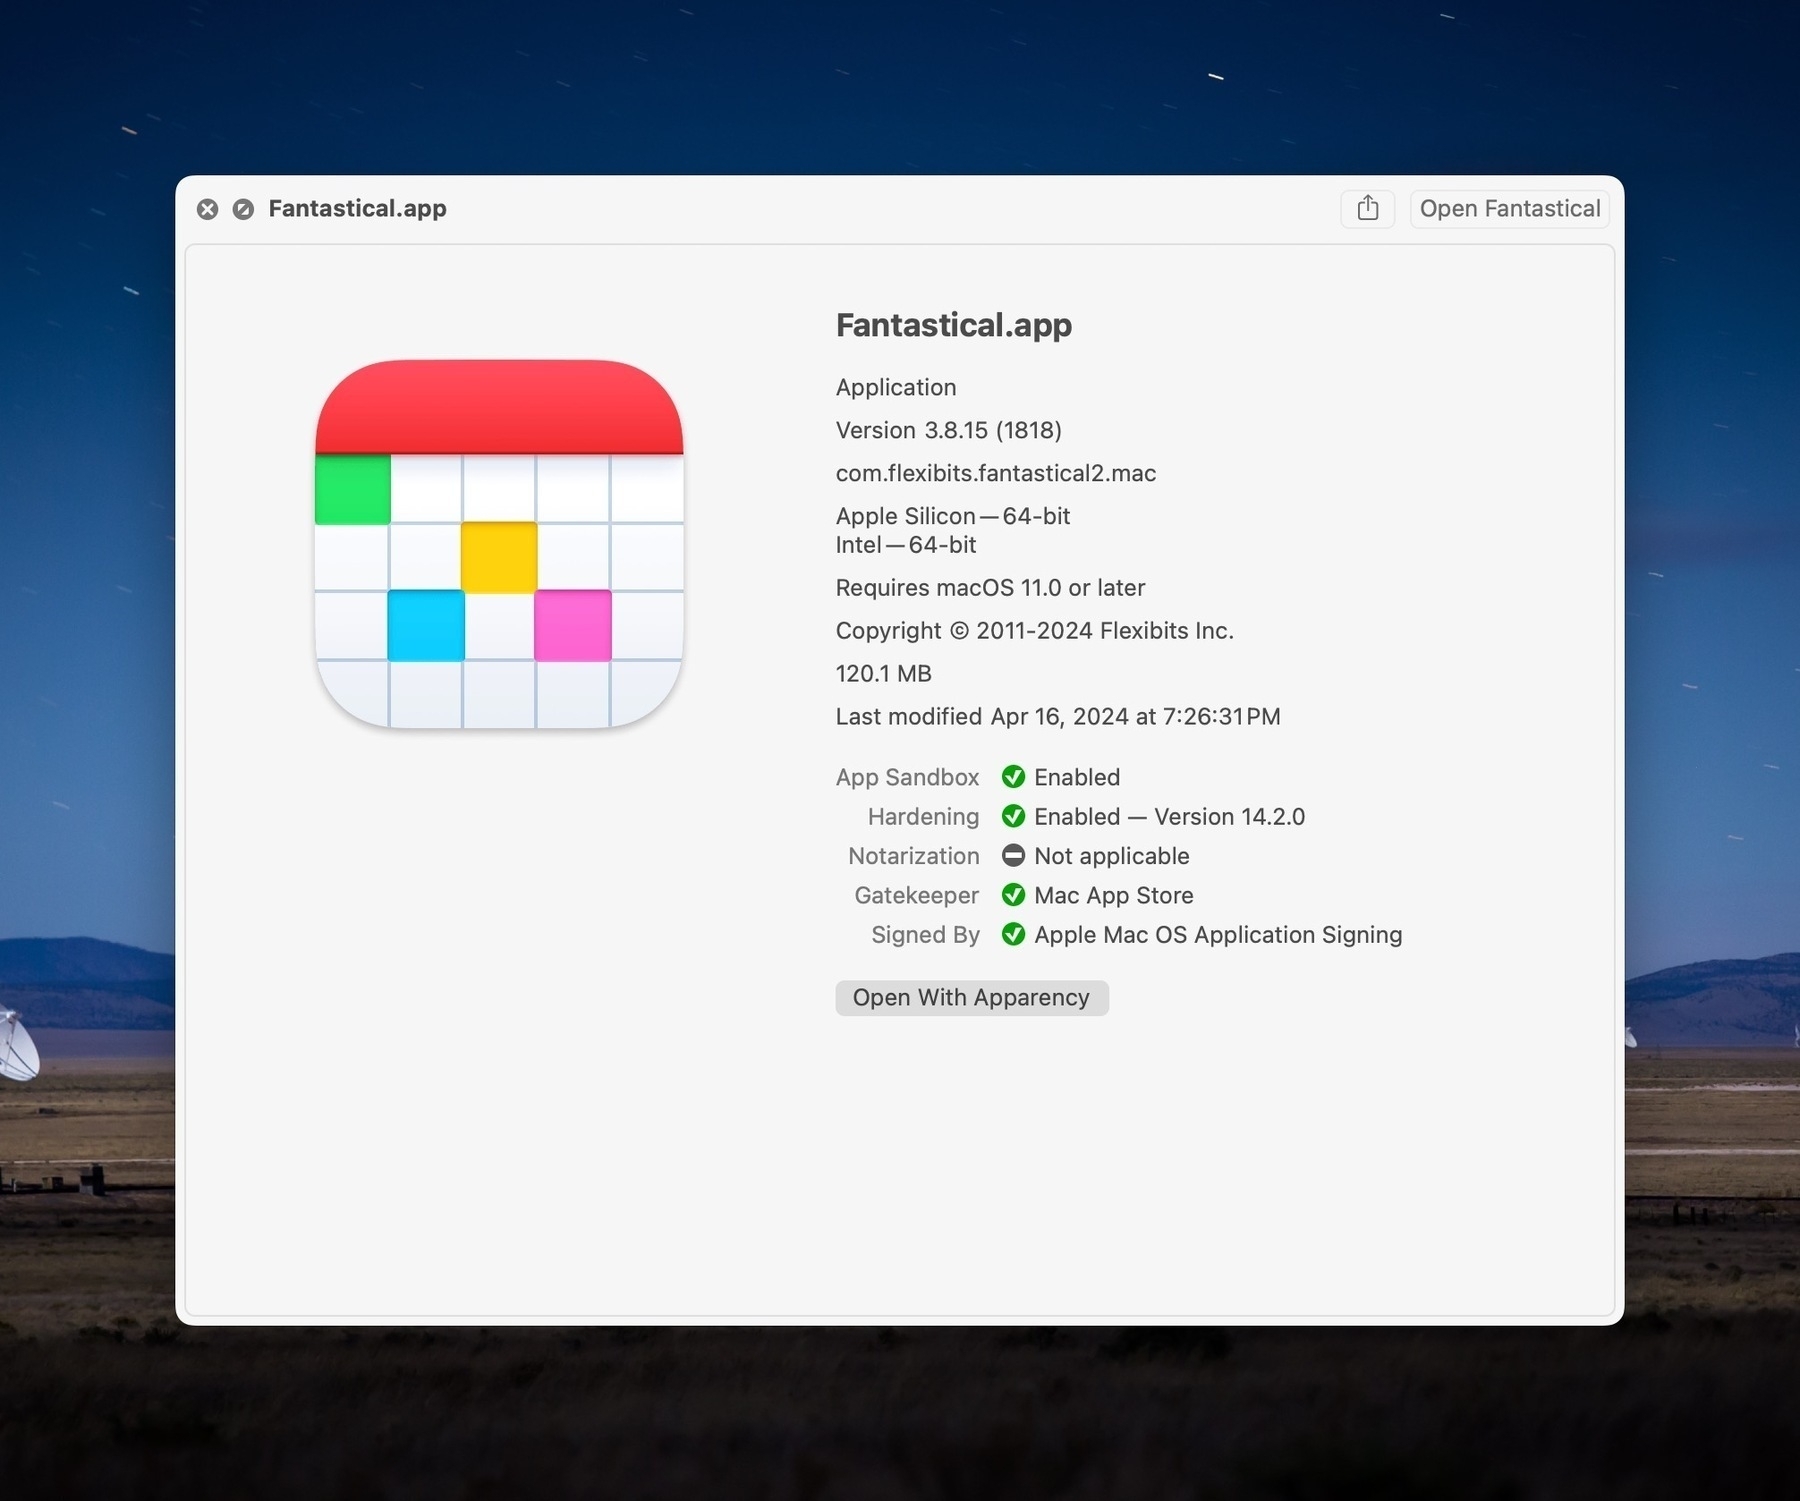 Fantastical.app
Open Fantastical
Fantastical.app
Application
Version 3.8.15 (1818)
com.flexibits.fantastical2.mac
Apple Silicon — 64-bit
Intel — 64-bit
Requires macOS 11.0 or later
Copyright © 2011-2024 Flexibits Inc.
120.1 MB
Last modified Apr 16, 2024 at 7:26:31 PM
App Sandbox Enabled
Hardening Enabled — Version 14.2.0
Notarization Not applicable
Gatekeeper Mac App Store
Signed By Apple Mac OS Application Signing
Open With Apparency